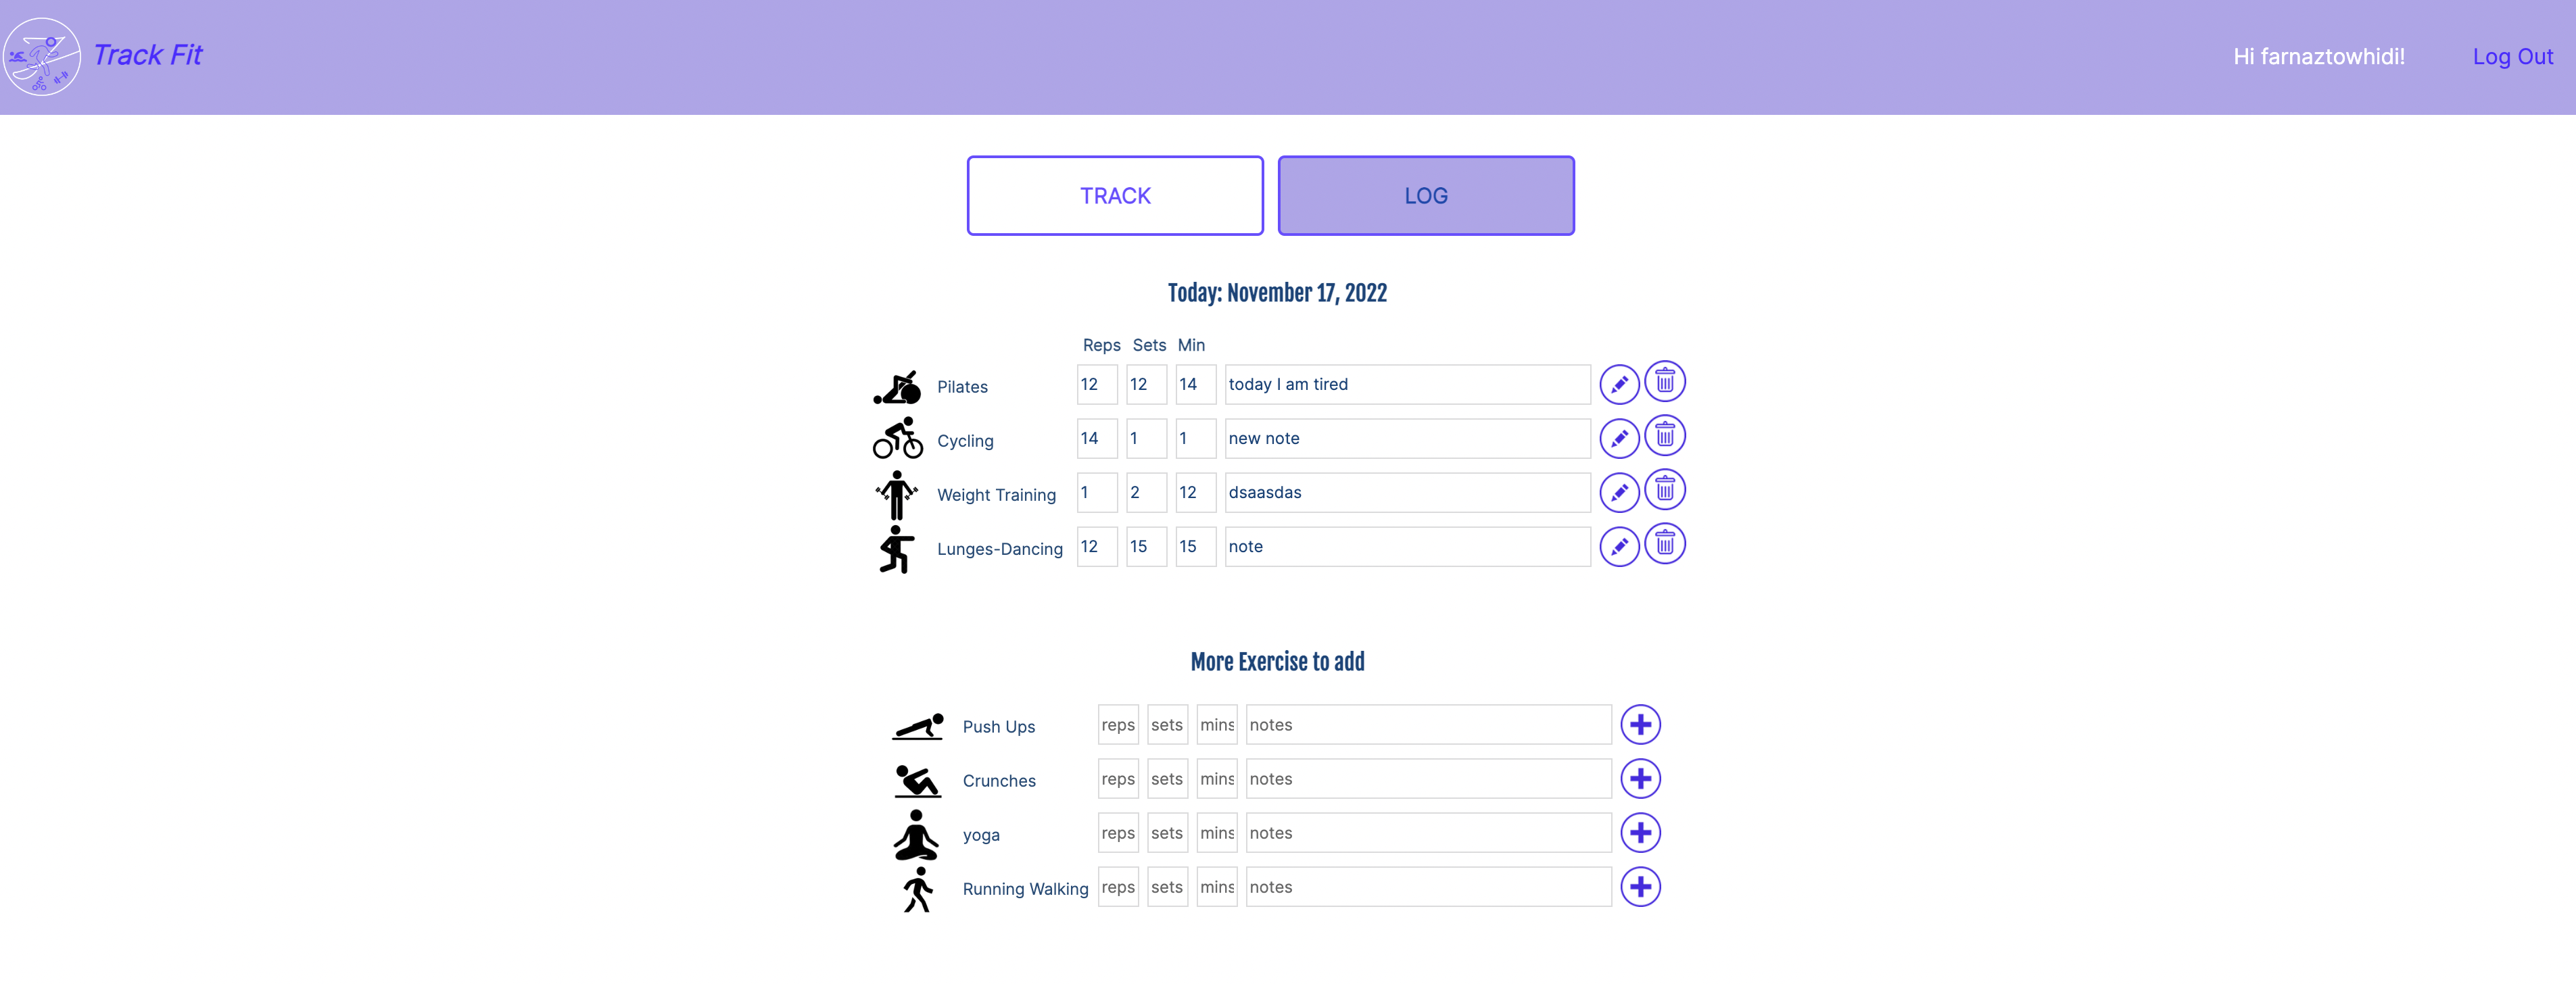 Track Fit
Hi farnaztowhidi! Log Out
TRACK LOG
Today: November 17, 2022
Reps Sets Min
Pilates 12 12 14 today I am tired
Cycling 14 1 1 new note
Weight Training 1 2 12 dsaasdas
Lunges-Dancing 12 15 15 note
More Exercise to add
Push Ups reps sets mins notes
Crunches reps sets mins notes
yoga reps sets mins notes
Running Walking reps sets mins notes